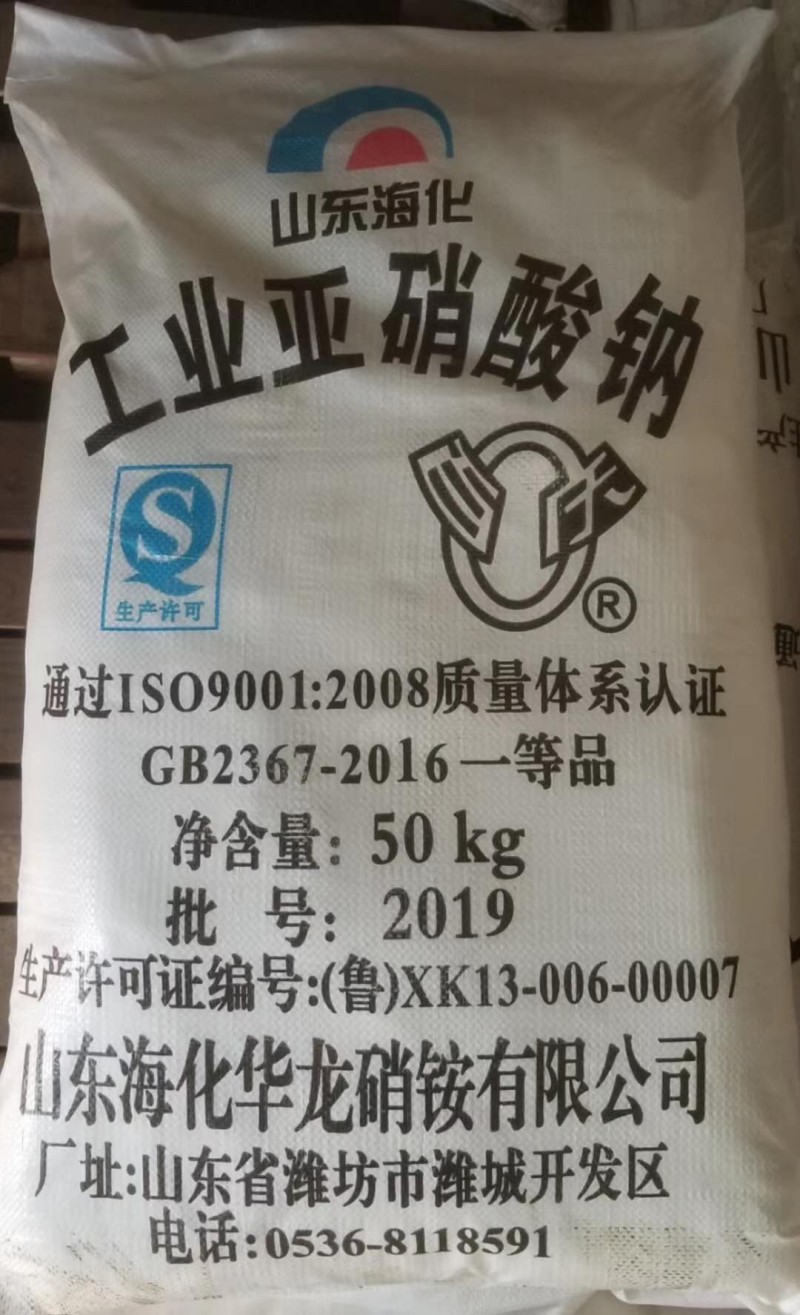 山东海化
工业亚硝酸钠
S
生产许可
®
通过ISO9001:2008质量体系认证
GB2367-2016 一等品
净含量: 50 kg
批 号: 2019
生产许可证编号:(鲁)XK13-006-00007
山东海化华龙硝铵有限公司
厂址:山东省潍坊市潍城开发区
电话:0536-8118591